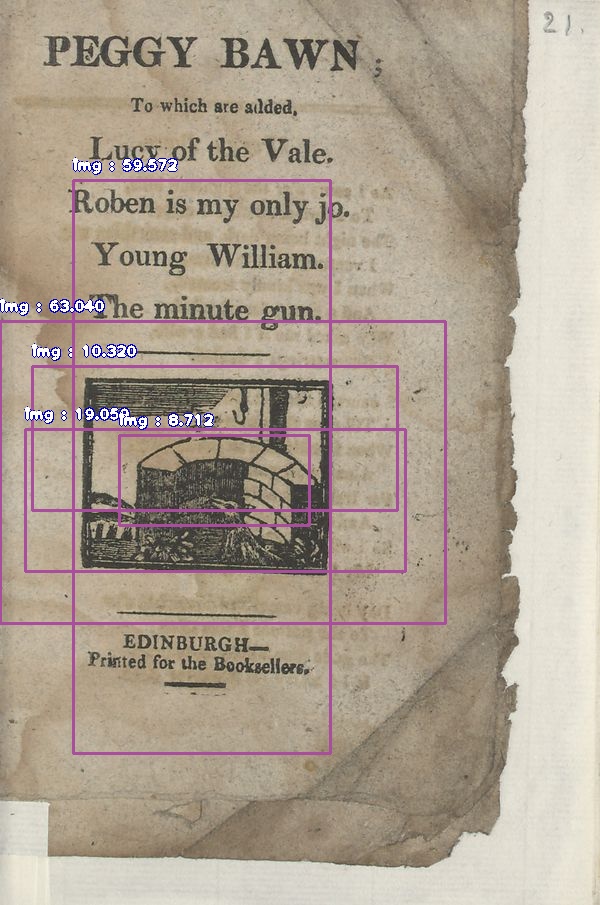 21.
PEGGY BAWN;
To which are added,
Lucy of the Vale.
img : 59.572
Roben is my only jo.
Young William.
img : 63.040
The minute gun.
img : 10.320
img : 19.050
img : 8.712
EDINBURGH—
Printed for the Booksellers.